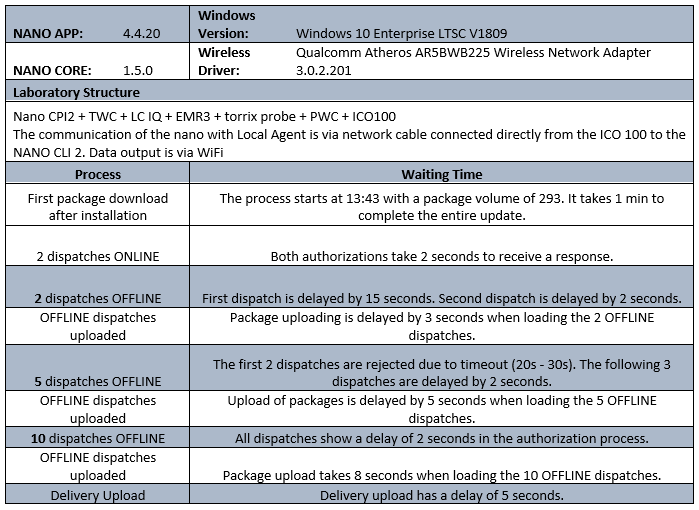 NANO APP: 4.4.20
Windows
Version: Windows 10 Enterprise LTSC V1809
NANO CORE: 1.5.0
Wireless
Driver:
Qualcomm Atheros AR5BWB225 Wireless Network Adapter
3.0.2.201
Laboratory Structure
Nano CPI2 + TWC + LC IQ + EMR3 + torrix probe + PWC + ICO100
The communication of the nano with Local Agent is via network cable connected directly from the ICO 100 to the
NANO CLI 2. Data output is via WiFi
Process
Waiting Time
First package download
after installation
The process starts at 13:43 with a package volume of 293. It takes 1 min to
complete the entire update.
2 dispatches ONLINE
Both authorizations take 2 seconds to receive a response.
2 dispatches OFFLINE
First dispatch is delayed by 15 seconds. Second dispatch is delayed by 2 seconds.
OFFLINE dispatches
uploaded
Package uploading is delayed by 3 seconds when loading the 2 OFFLINE
dispatches.
5 dispatches OFFLINE
The first 2 dispatches are rejected due to timeout (20s - 30s). The following 3
dispatches are delayed by 2 seconds.
OFFLINE dispatches
uploaded
Upload of packages is delayed by 5 seconds when loading the 5 OFFLINE
dispatches.
10 dispatches OFFLINE
All dispatches show a delay of 2 seconds in the authorization process.
OFFLINE dispatches
uploaded
Package upload takes 8 seconds when loading the 10 OFFLINE dispatches.
Delivery Upload
Delivery upload has a delay of 5 seconds.